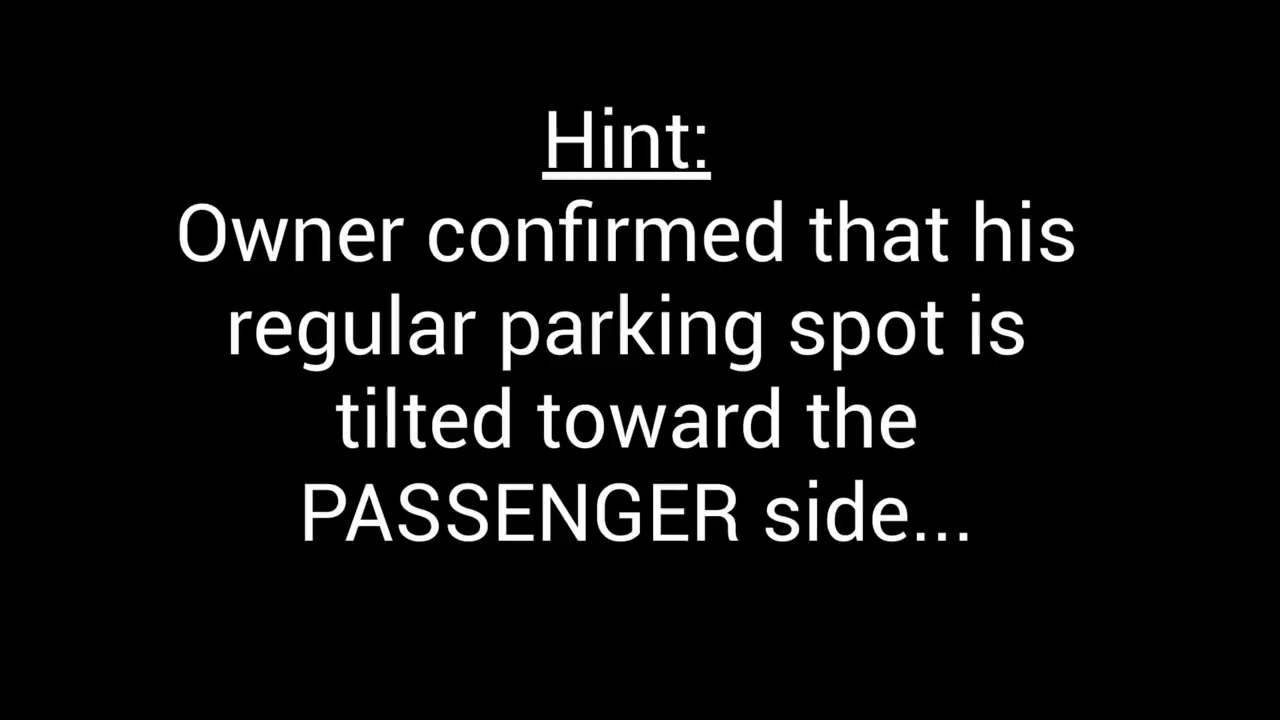 Hint:
Owner confirmed that his
regular parking spot is
tilted toward the
PASSENGER side...